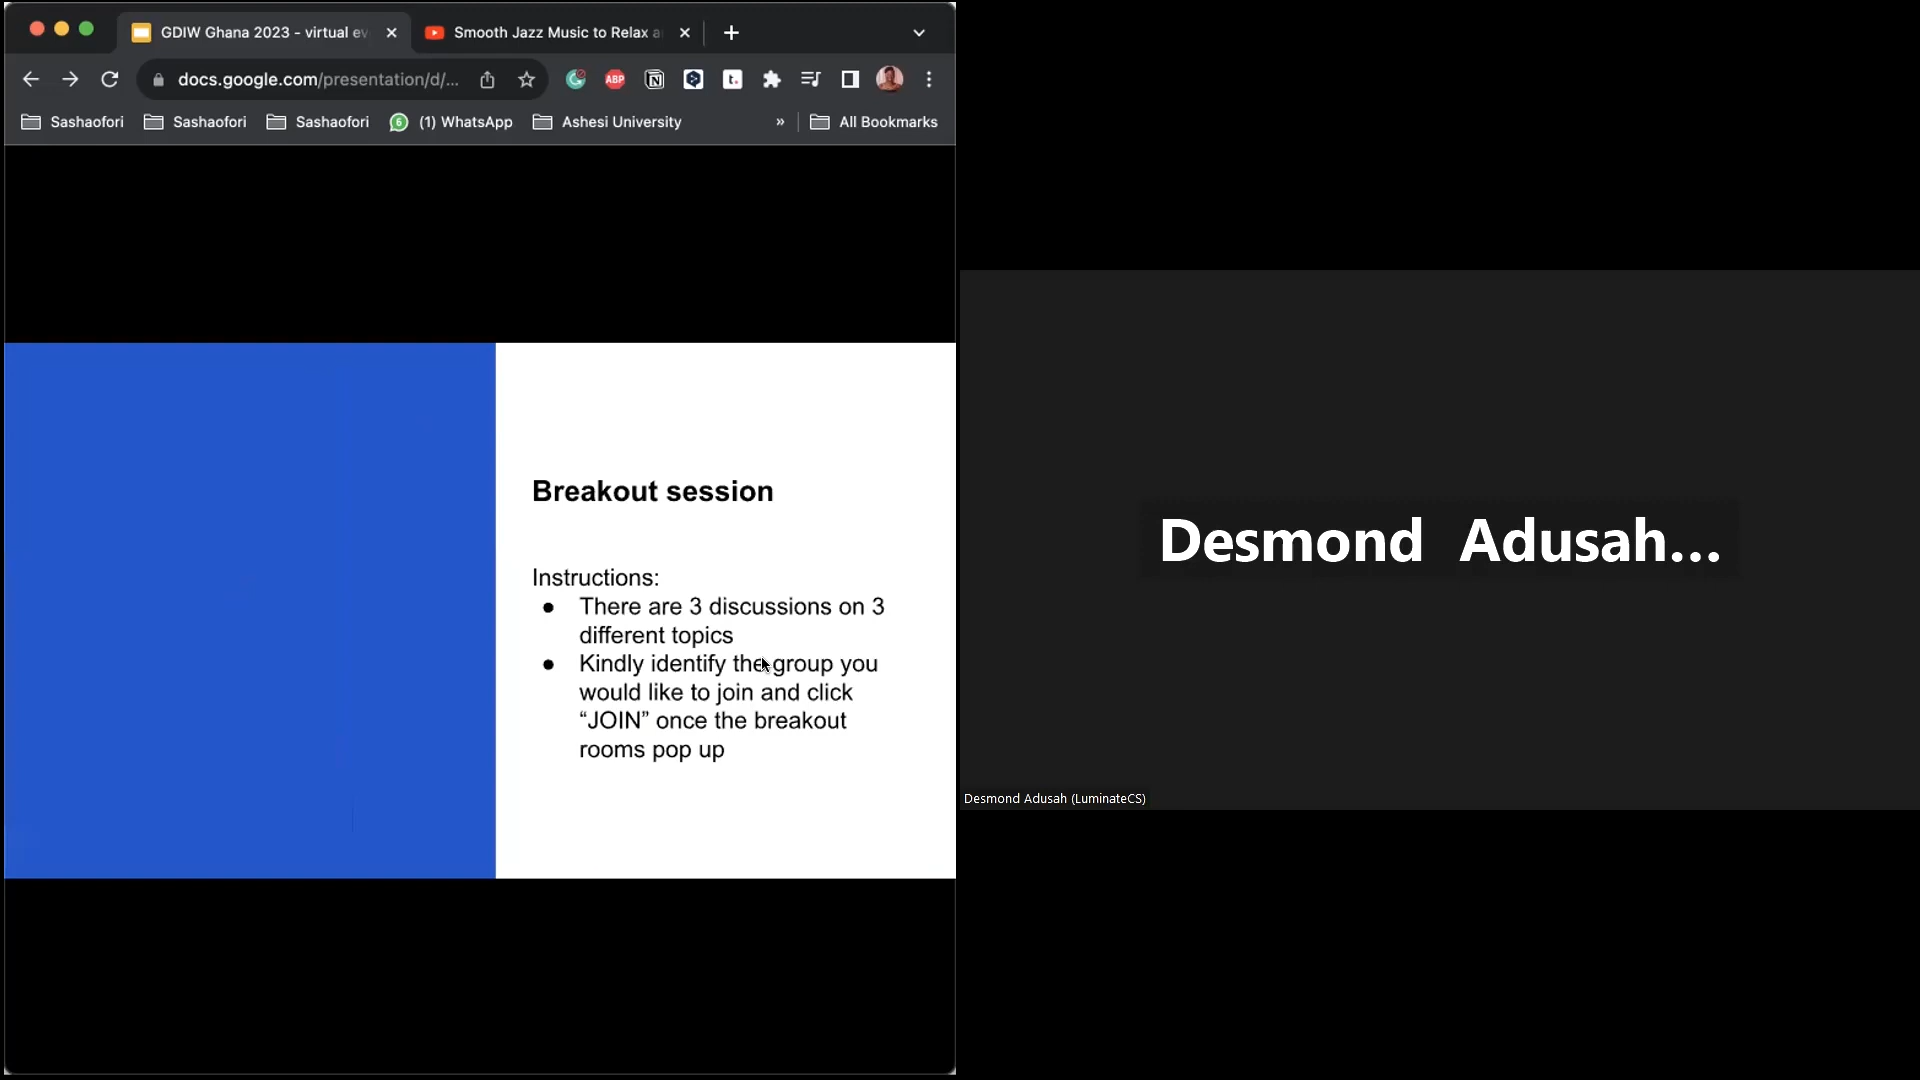 GDIW Ghana 2023 - virtual ev
Smooth Jazz Music to Relax a
docs.google.com/presentation/d/...
ABP
t.
Sashaofori
Sashaofori
Sashaofori
6
(1) WhatsApp
Ashesi University
»
All Bookmarks
Breakout session
Instructions:
● There are 3 discussions on 3
different topics
● Kindly identify the group you
would like to join and click
“JOIN” once the breakout
rooms pop up
Desmond Adusah...
Desmond Adusah (LuminateCS)